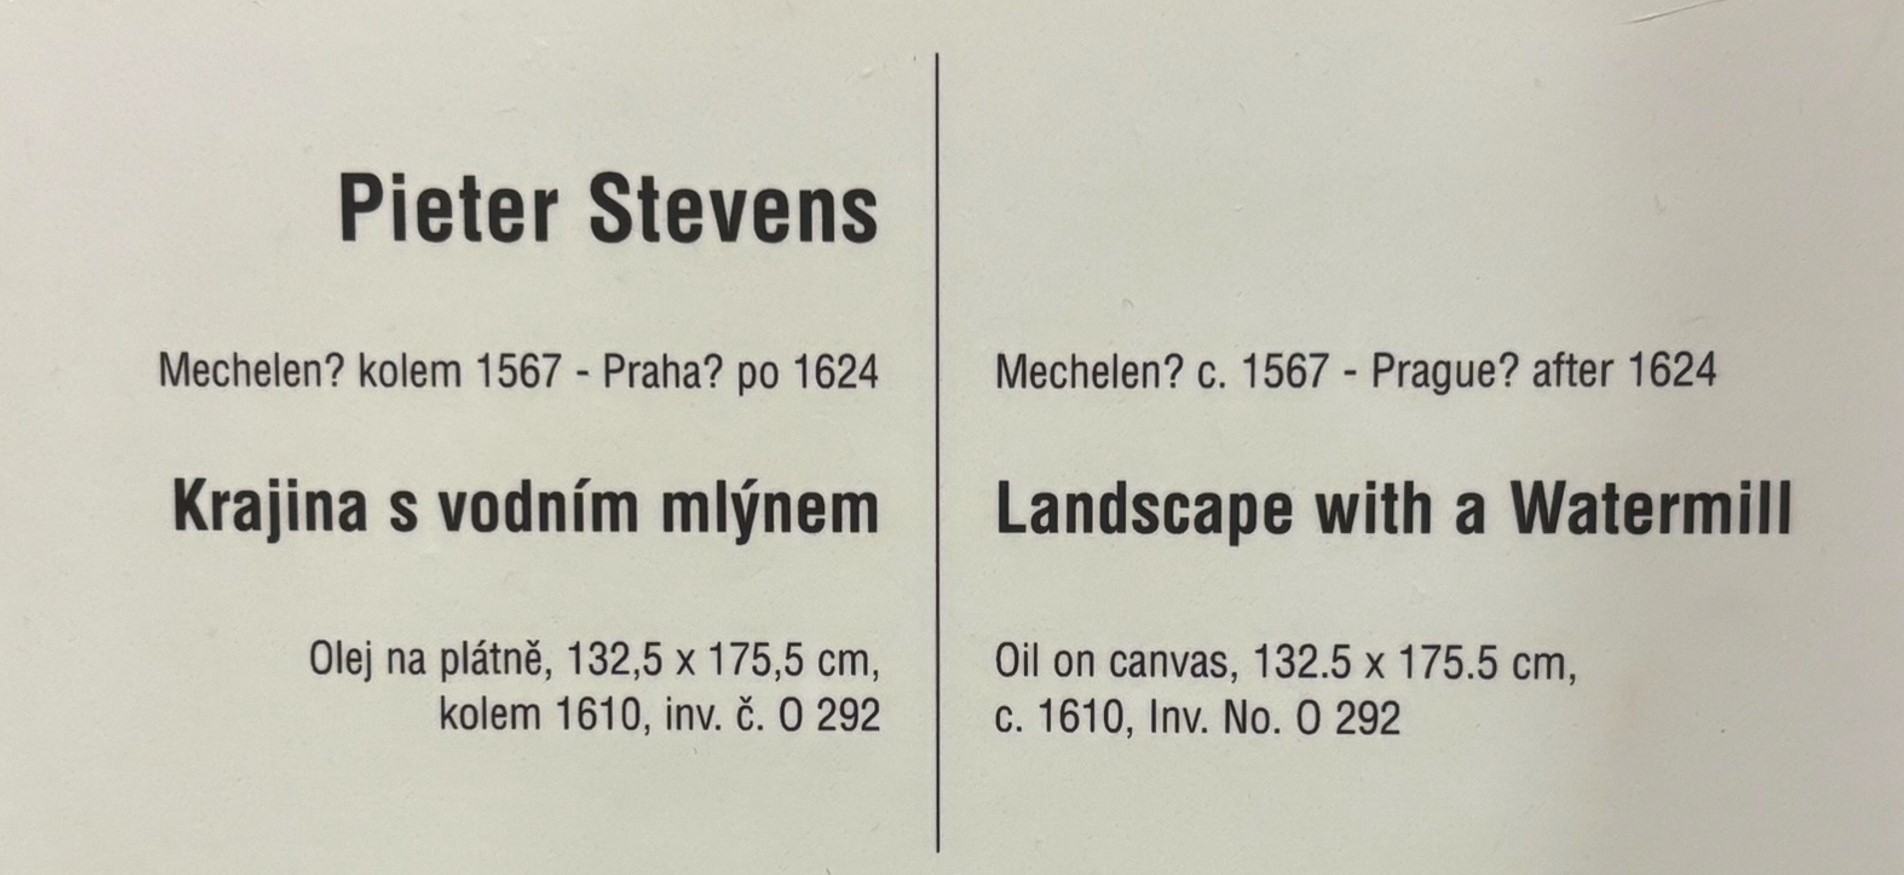 Pieter Stevens
Mechelen? kolem 1567 - Praha? po 1624
Krajina s vodním mlýnem
Olej na plátně, 132,5 x 175,5 cm,
kolem 1610, inv. č. O 292
Mechelen? c. 1567 - Prague? after 1624
Landscape with a Watermill
Oil on canvas, 132.5 x 175.5 cm,
c. 1610, Inv. No. O 292